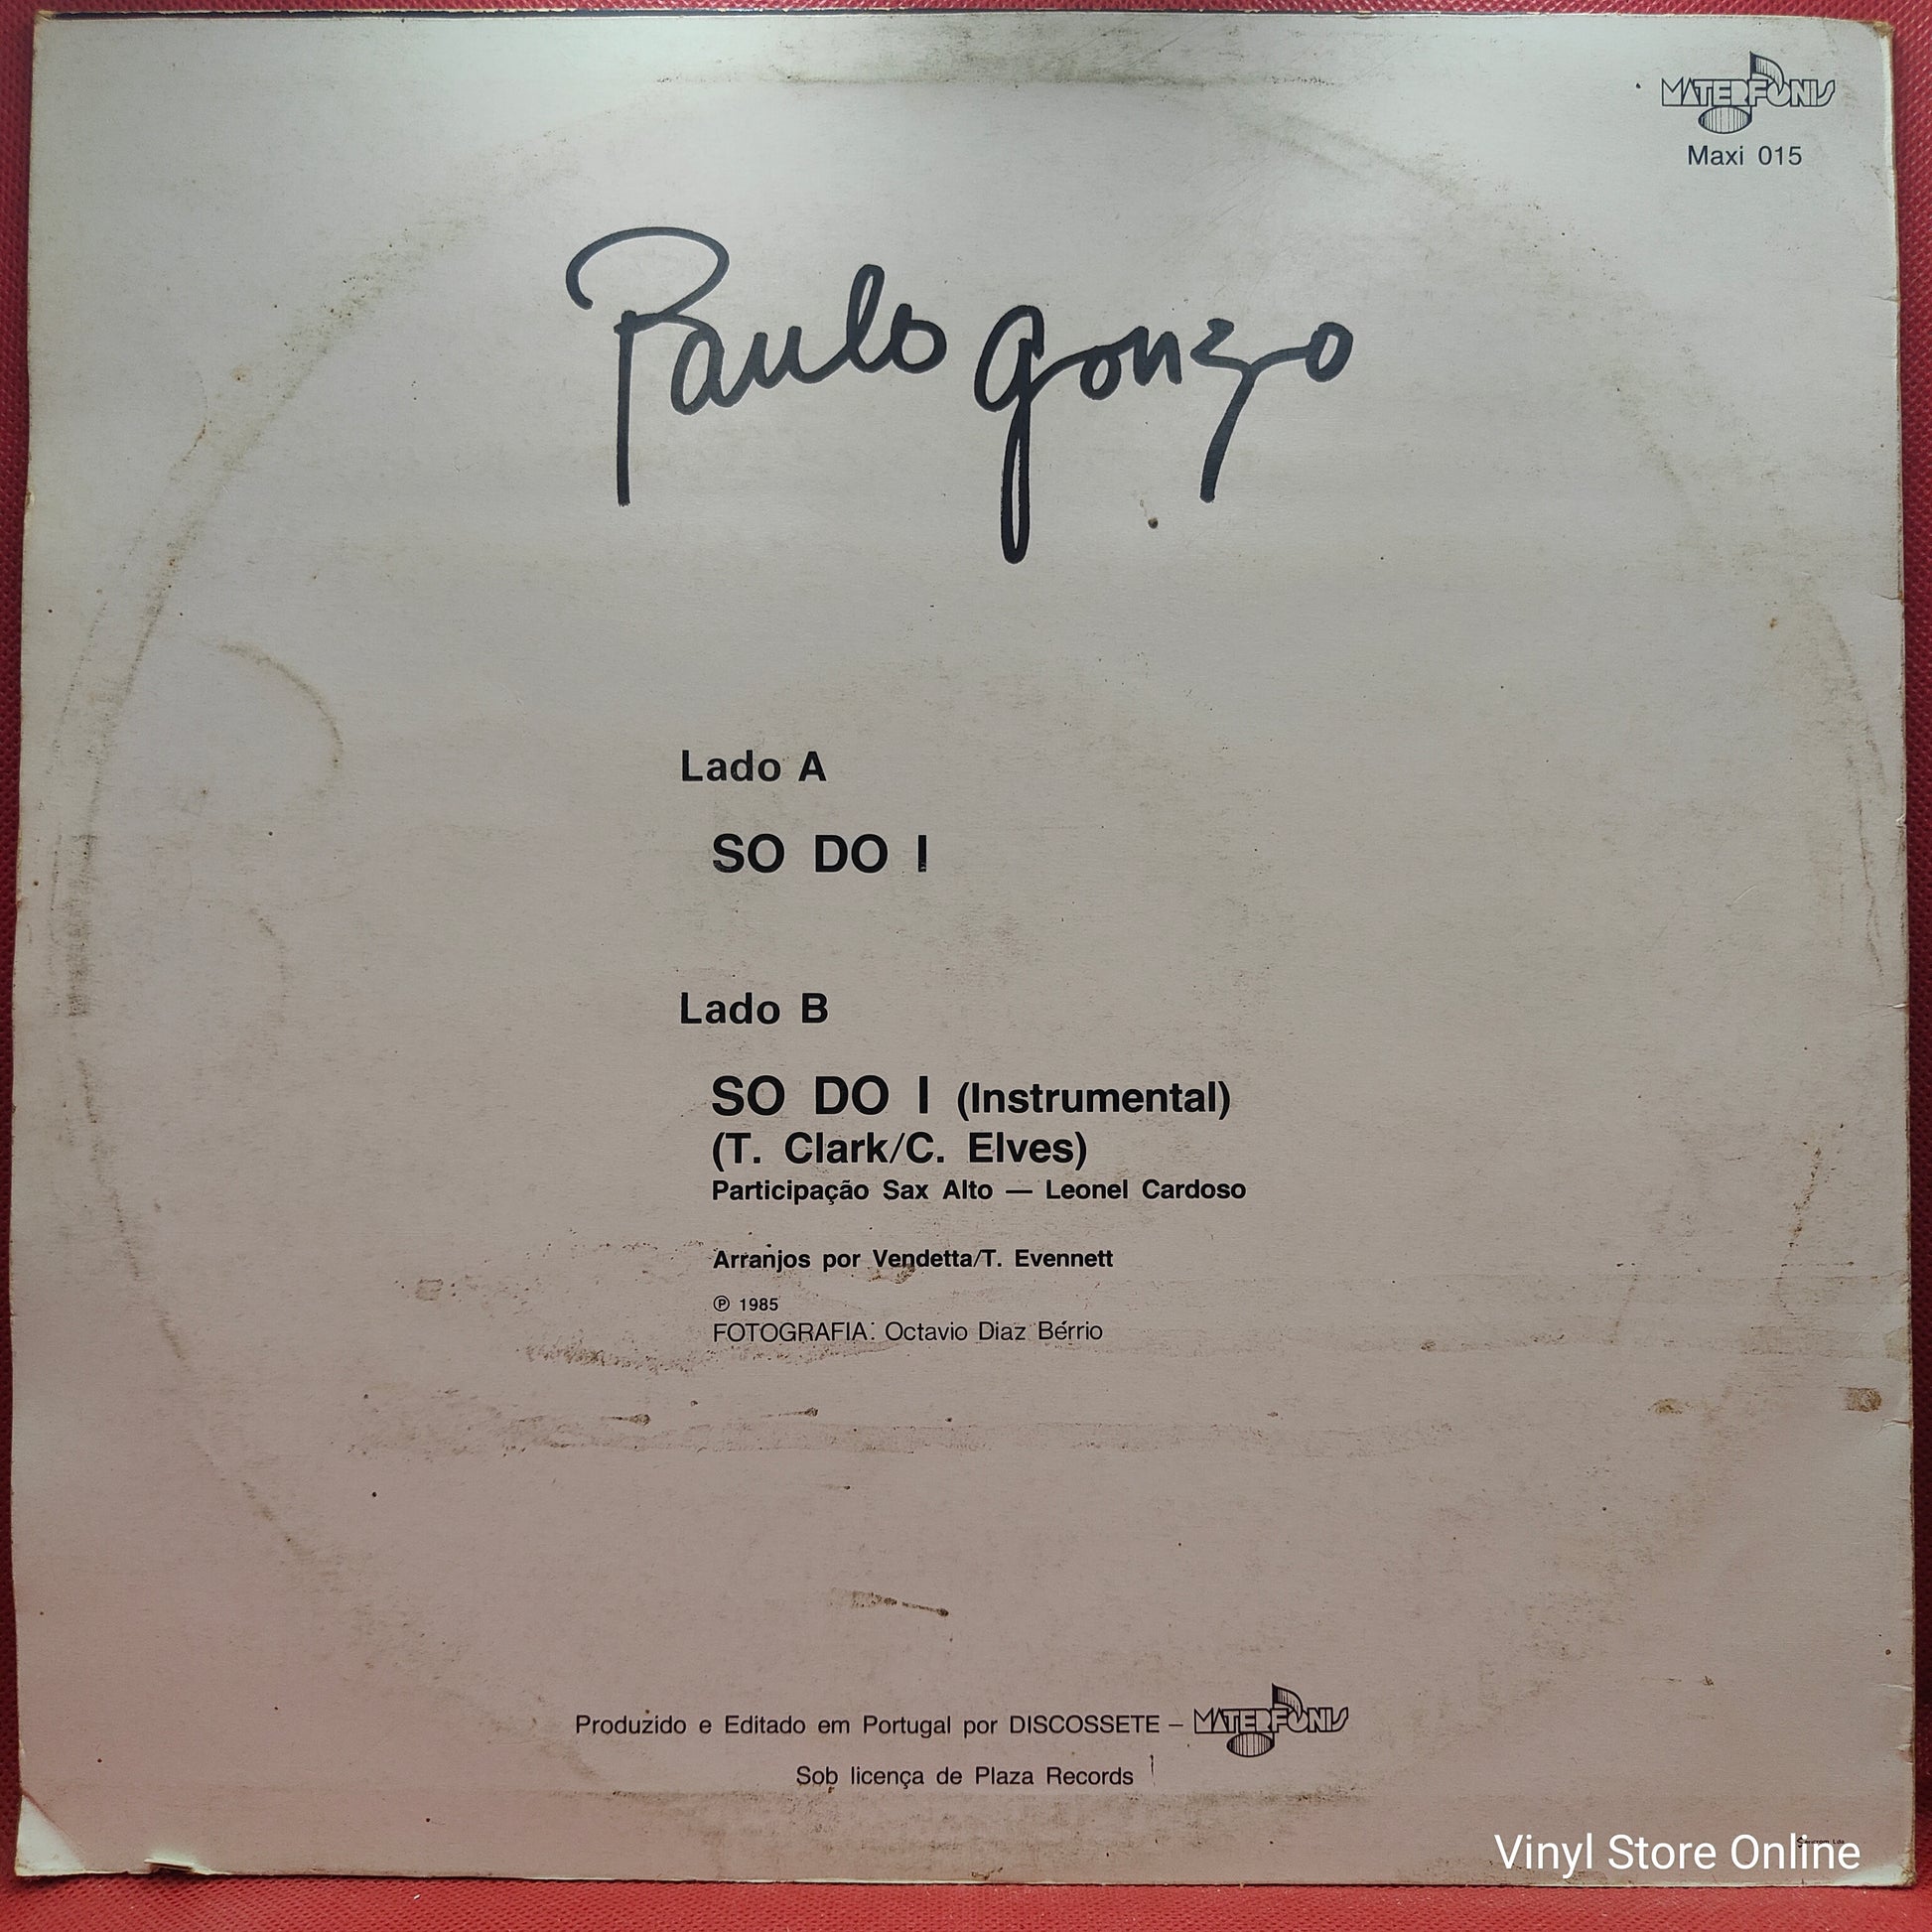 MATERFONIS
Maxi 015
Paulo gonzo
Lado A
SO DO I
Lado B
SO DO I (Instrumental)
(T. Clark/C. Elves)
Participação Sax Alto — Leonel Cardoso
Arranjos por Vendetta/T. Evennett
℗ 1985
FOTOGRAFIA: Octavio Diaz Bérrio
Produzido e Editado em Portugal por DISCOSSETE – MATERFONIS
Sob licença de Plaza Records
Vinyl Store Online